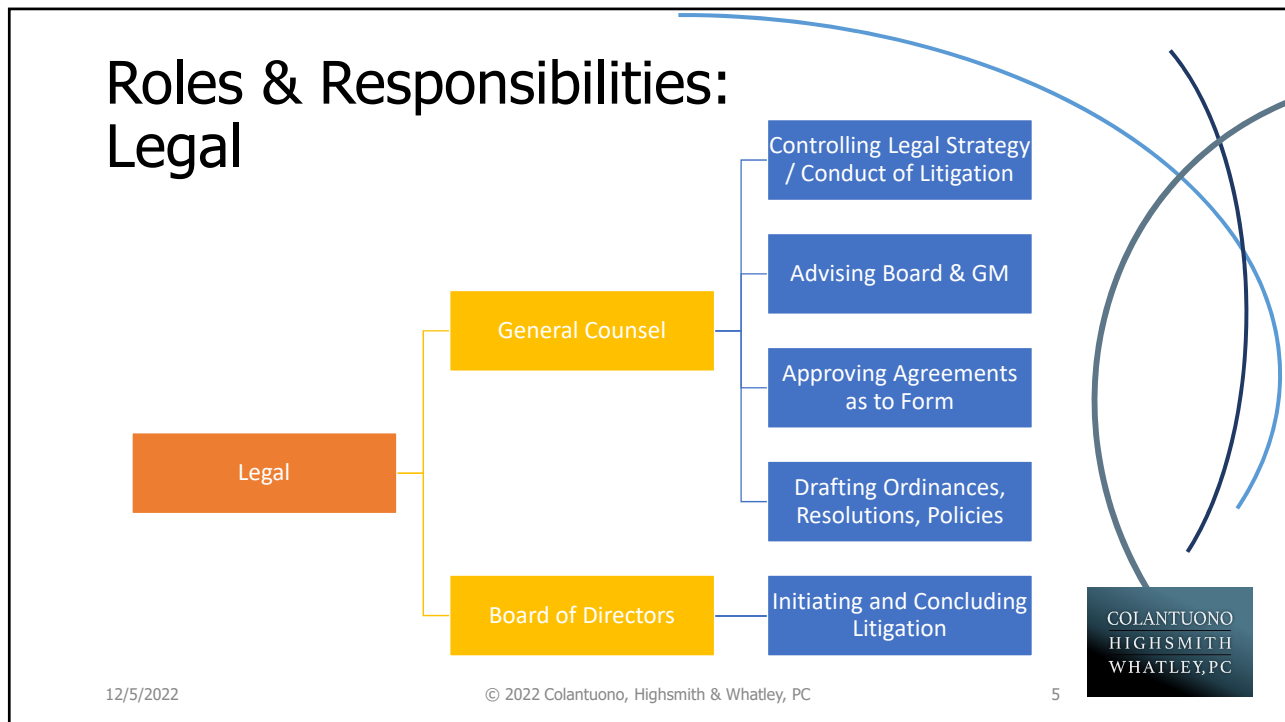 Roles & Responsibilities:
Legal
Controlling Legal Strategy
/ Conduct of Litigation
Advising Board & GM
General Counsel
Approving Agreements
as to Form
Legal
Drafting Ordinances,
Resolutions, Policies
Board of Directors
Initiating and Concluding
Litigation
COLANTUONO
HIGHSMITH
WHATLEY, PC
12/5/2022
© 2022 Colantuono, Highsmith & Whatley, PC
5